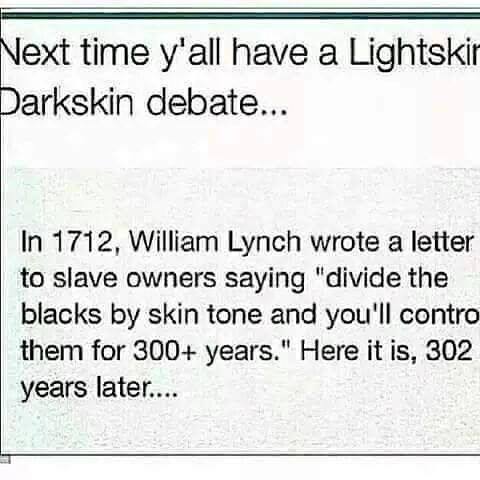 Next time y'all have a Lightskin
Darkskin debate...
In 1712, William Lynch wrote a letter
to slave owners saying "divide the
blacks by skin tone and you'll contro
them for 300+ years." Here it is, 302
years later....